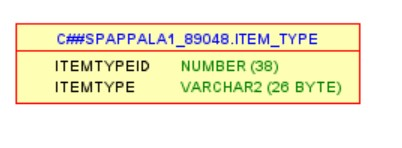 C##SPAPPALA1_89048.ITEM_TYPE
ITEMTYPEID NUMBER (38)
ITEMTYPE VARCHAR2 (26 BYTE)